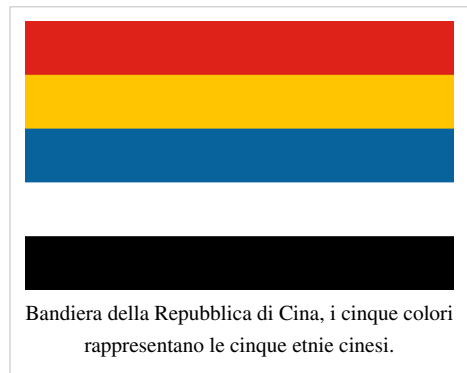 Bandiera della Repubblica di Cina, i cinque colori
rappresentano le cinque etnie cinesi.